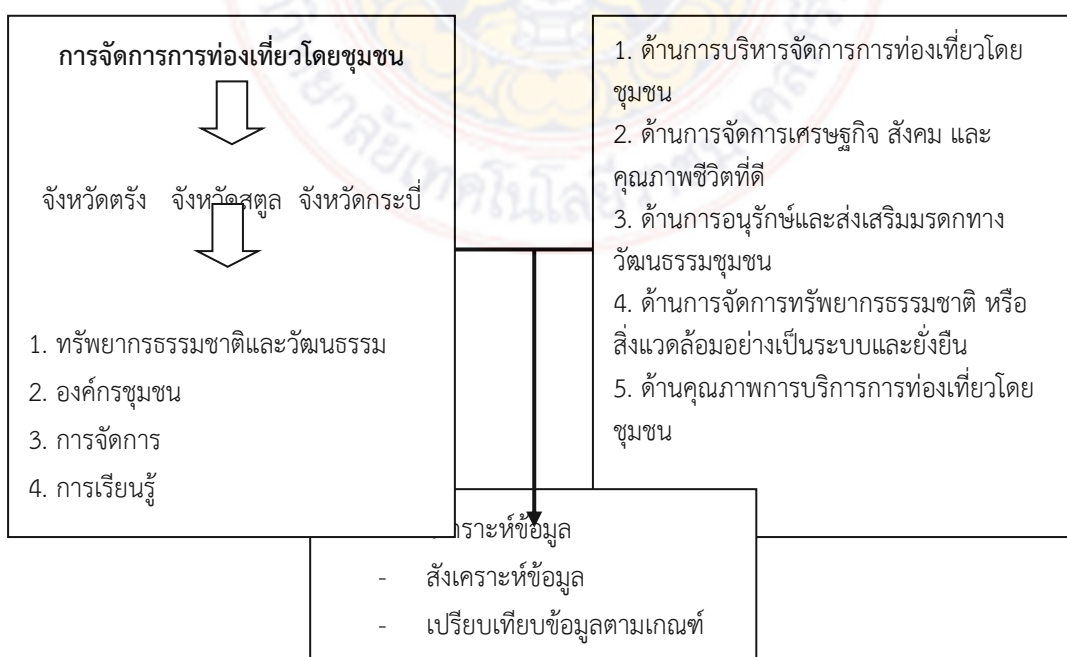 การจัดการการท่องเที่ยวโดยชุมชน
จังหวัดตรัง จังหวัดสตูล จังหวัดกระบี่
1. ทรัพยากรธรรมชาติและวัฒนธรรม
2. องค์กรชุมชน
3. การจัดการ
4. การเรียนรู้
1. ด้านการบริหารจัดการการท่องเที่ยวโดย
ชุมชน
2. ด้านการจัดการเศรษฐกิจ สังคม และ
คุณภาพชีวิตที่ดี
3. ด้านการอนุรักษ์และส่งเสริมมรดกทาง
วัฒนธรรมชุมชน
4. ด้านการจัดการทรัพยากรธรรมชาติ หรือ
สิ่งแวดล้อมอย่างเป็นระบบและยั่งยืน
5. ด้านคุณภาพการบริการการท่องเที่ยวโดย
ชุมชน
คราะห์ข้อมูล
- สังเคราะห์ข้อมูล
- เปรียบเทียบข้อมูลตามเกณฑ์